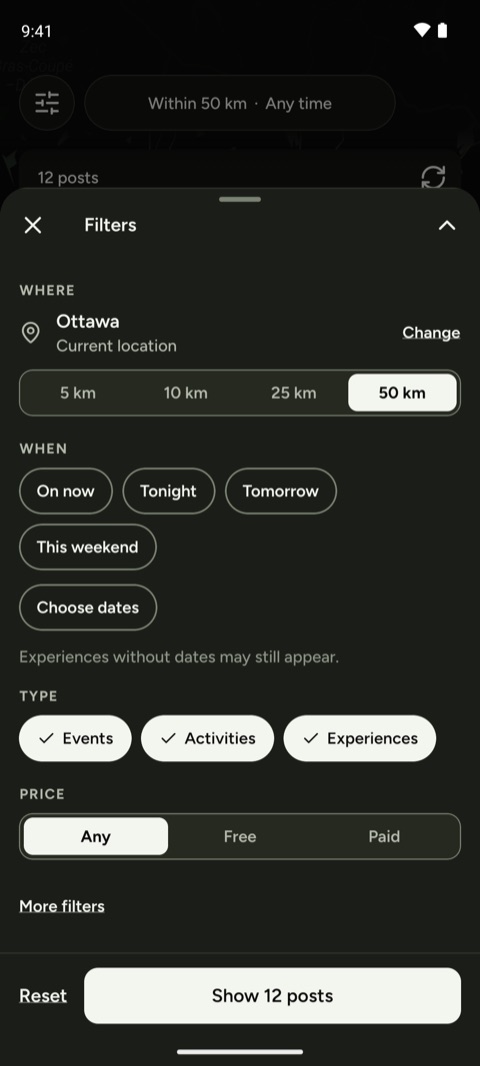 9:41
Within 50 km · Any time
12 posts
Filters
WHERE
Ottawa
Current location
Change
5 km 10 km 25 km 50 km
WHEN
On now Tonight Tomorrow
This weekend
Choose dates
Experiences without dates may still appear.
TYPE
Events Activities Experiences
PRICE
Any Free Paid
More filters
Reset Show 12 posts